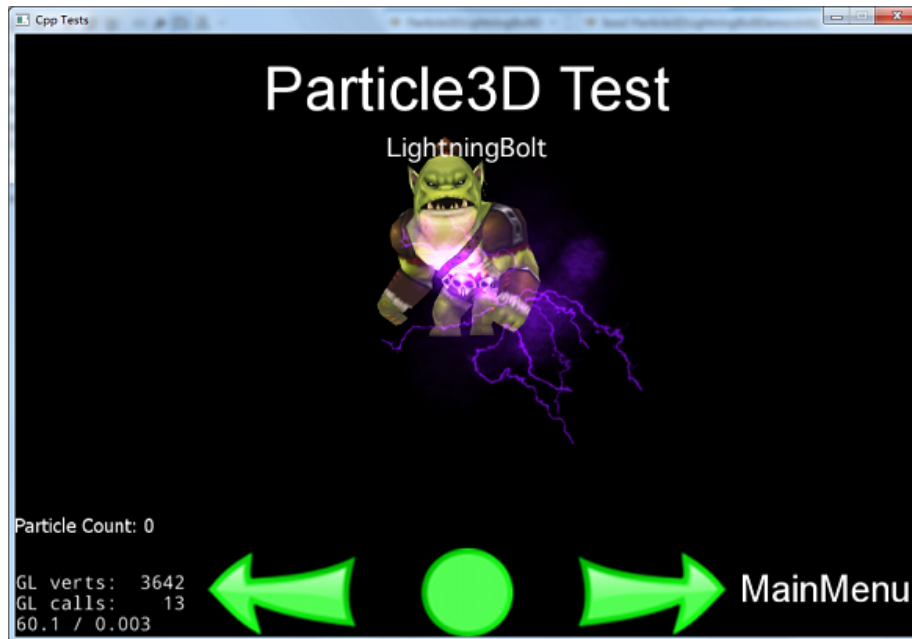 Cpp Tests
Particle3D Test
LightningBolt
Particle Count: 0
GL verts: 3642
GL calls: 13
60.1 / 0.003
MainMenu